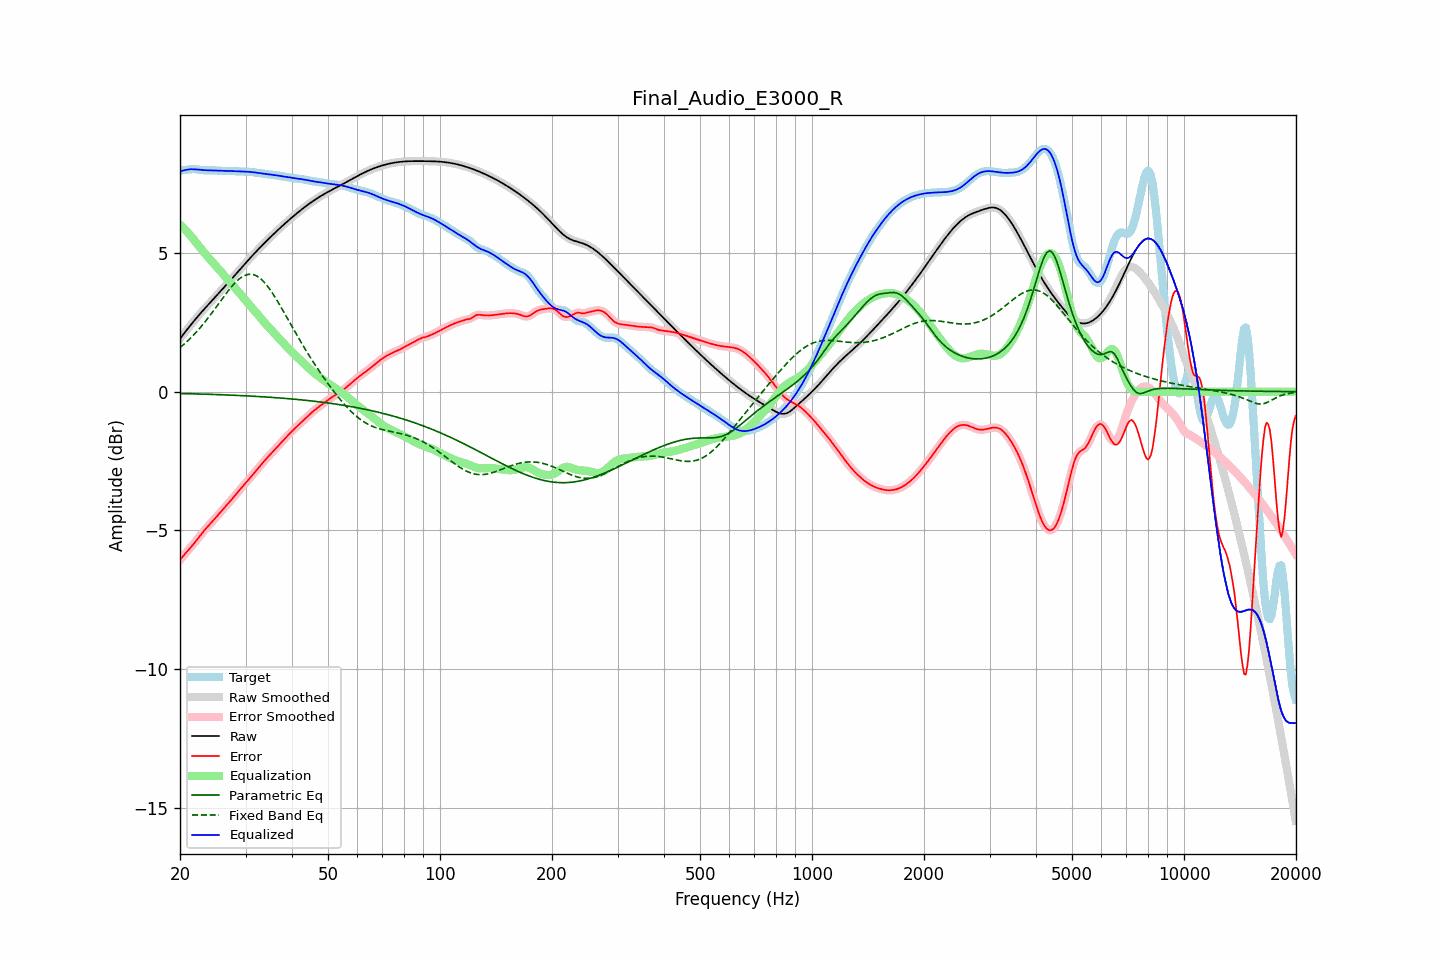 Final_Audio_E3000_R
Amplitude (dBr)
5
0
−5
−10
−15
Target
Raw Smoothed
Error Smoothed
Raw
Error
Equalization
Parametric Eq
Fixed Band Eq
Equalized
20 50 100 200 500 1000 2000 5000 10000 20000
Frequency (Hz)